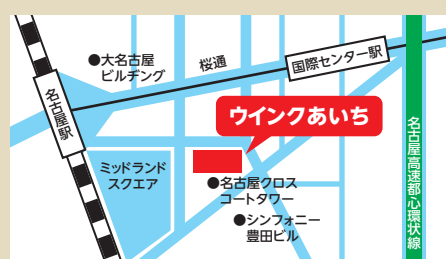 ●大名古屋
ビルヂング
桜通
国際センター駅
名古屋駅
ウインクあいち
ミッドランド
スクエア
●名古屋クロス
コートタワー
●シンフォニー
豊田ビル
名古屋高速都心環状線